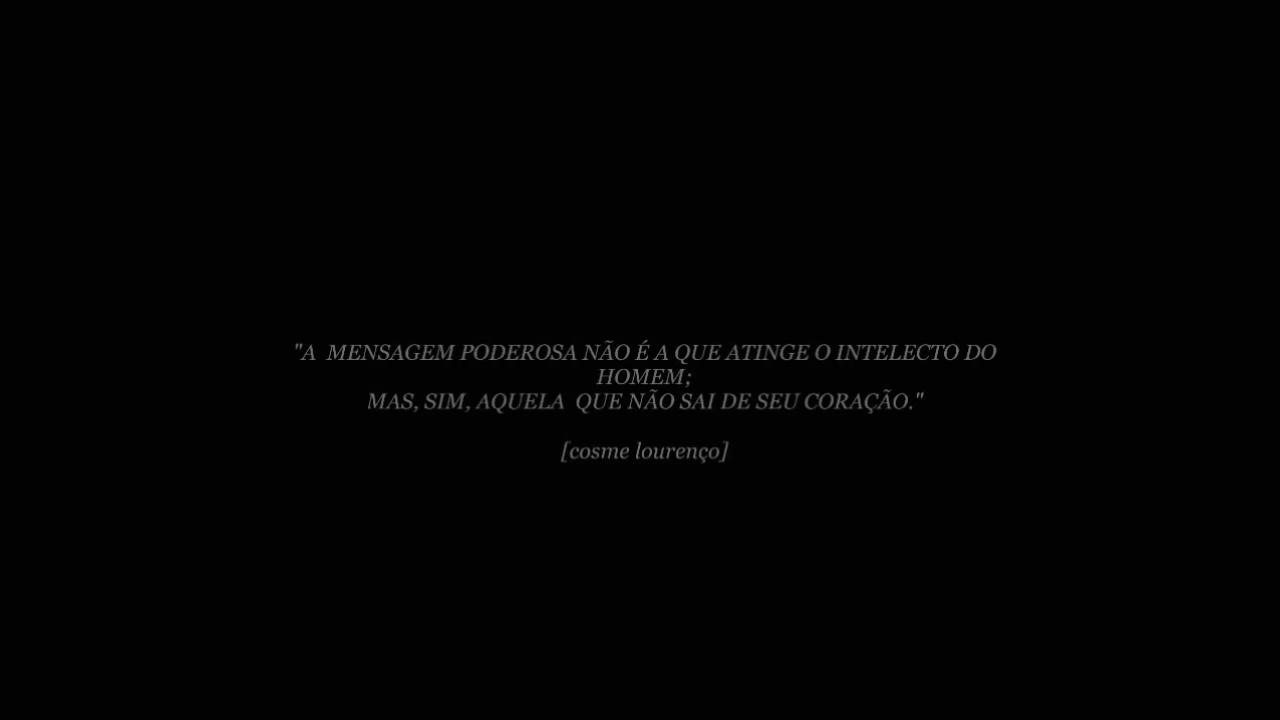 "A  MENSAGEM PODEROSA NÃO É A QUE ATINGE O INTELECTO DO
HOMEM;
MAS, SIM, AQUELA  QUE NÃO SAI DE SEU CORAÇÃO."
[cosme lourenço]